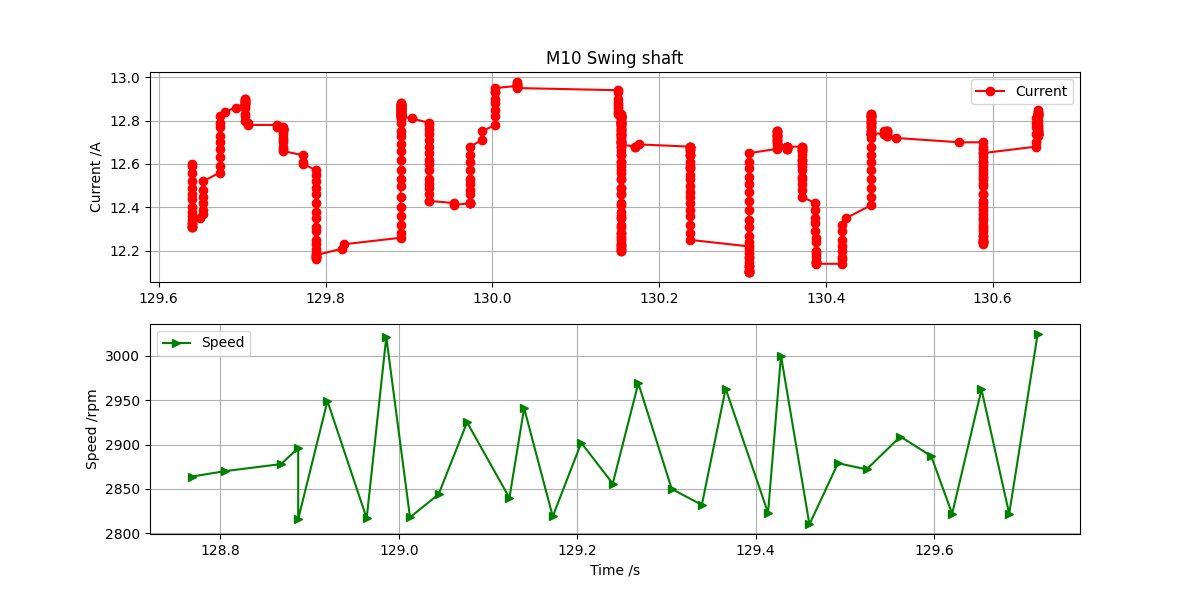 M10 Swing shaft
13.0
12.8
12.6
12.4
12.2
Current /A
Current
129.6 129.8 130.0 130.2 130.4 130.6
3000
2950
2900
2850
2800
Speed /rpm
Speed
128.8 129.0 129.2 129.4 129.6
Time /s